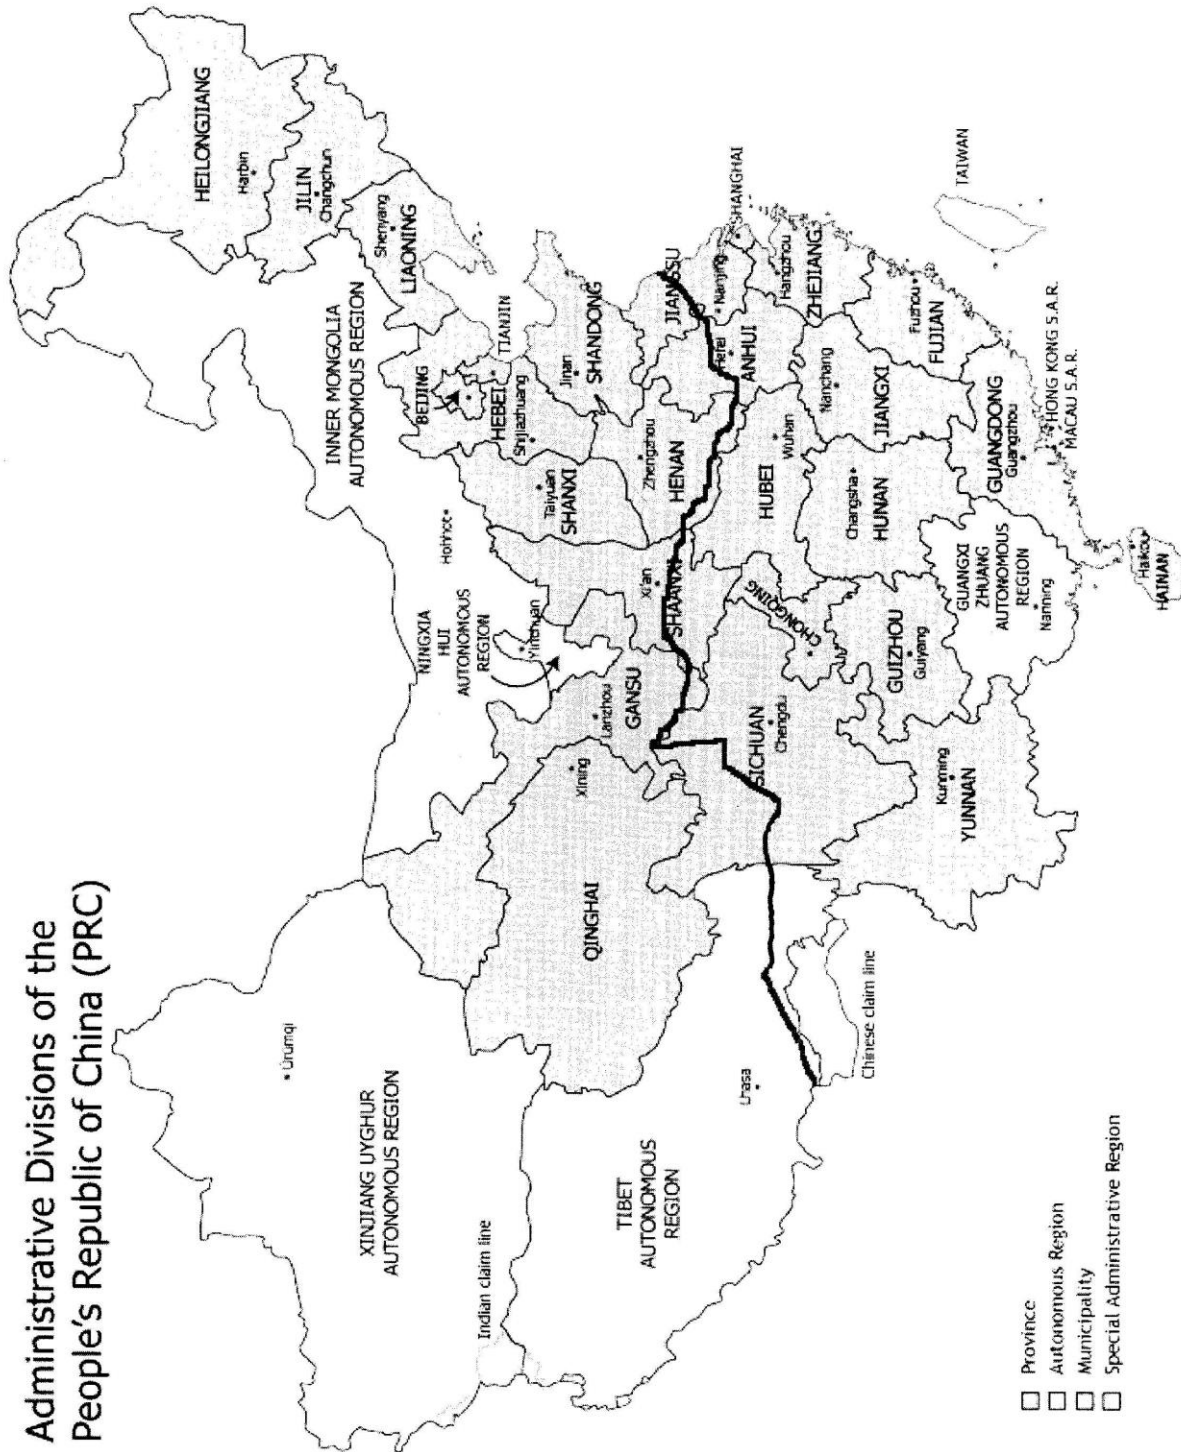 Administrative Divisions of the
People's Republic of China (PRC)
HEILONGJIANG
Harbin
JILIN
Changchun
Shenyang
LIAONING
INNER MONGOLIA
AUTONOMOUS REGION
BEIJING
TIANJIN
HEBEI
Shijiazhuang
Jinan
SHANDONG
Taiyuan
SHANXI
Hohhot
NINGXIA
HUI
AUTONOMOUS
REGION
Yinchuan
Lanzhou
GANSU
Xining
QINGHAI
Ürümqi
XINJIANG UYGHUR
AUTONOMOUS REGION
Indian claim line
TIBET
AUTONOMOUS
REGION
Lhasa
Chinese claim line
Xi'an
SHAANXI
Zhengzhou
HENAN
JIANGSU
Nanjing
SHANGHAI
Hefei
ANHUI
Hangzhou
ZHEJIANG
HUBEI
Wuhan
CHONGQING
SICHUAN
Chengdu
Nanchang
JIANGXI
Changsha
HUNAN
Fuzhou
FUJIAN
TAIWAN
GUIZHOU
Guiyang
Kunming
YUNNAN
GUANGXI
ZHUANG
AUTONOMOUS
REGION
Nanning
GUANGDONG
Guangzhou
HONG KONG S.A.R.
MACAU S.A.R.
Haikou
HAINAN
Province
Autonomous Region
Municipality
Special Administrative Region